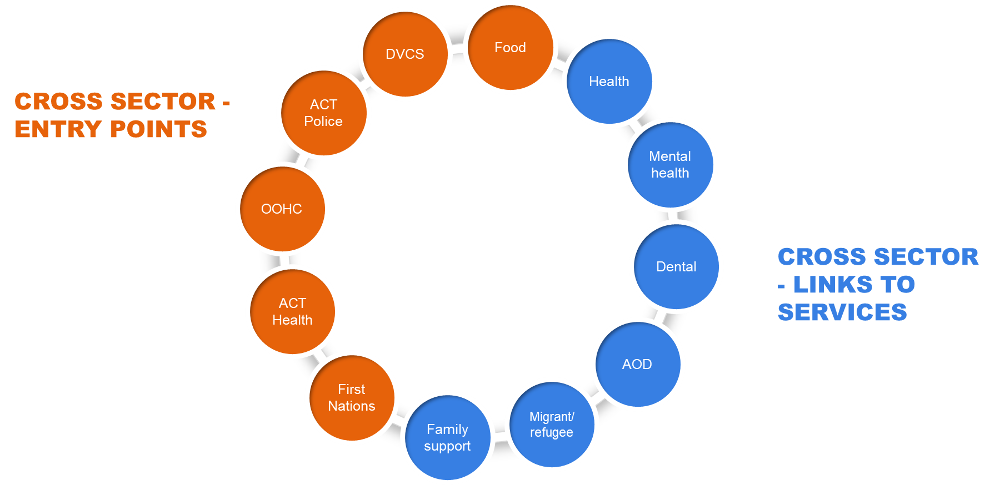 CROSS SECTOR -
ENTRY POINTS
DVCS
Food
Health
ACT
Police
Mental
health
OOHC
Dental
CROSS SECTOR
- LINKS TO
SERVICES
ACT
Health
AOD
First
Nations
Migrant/
refugee
Family
support